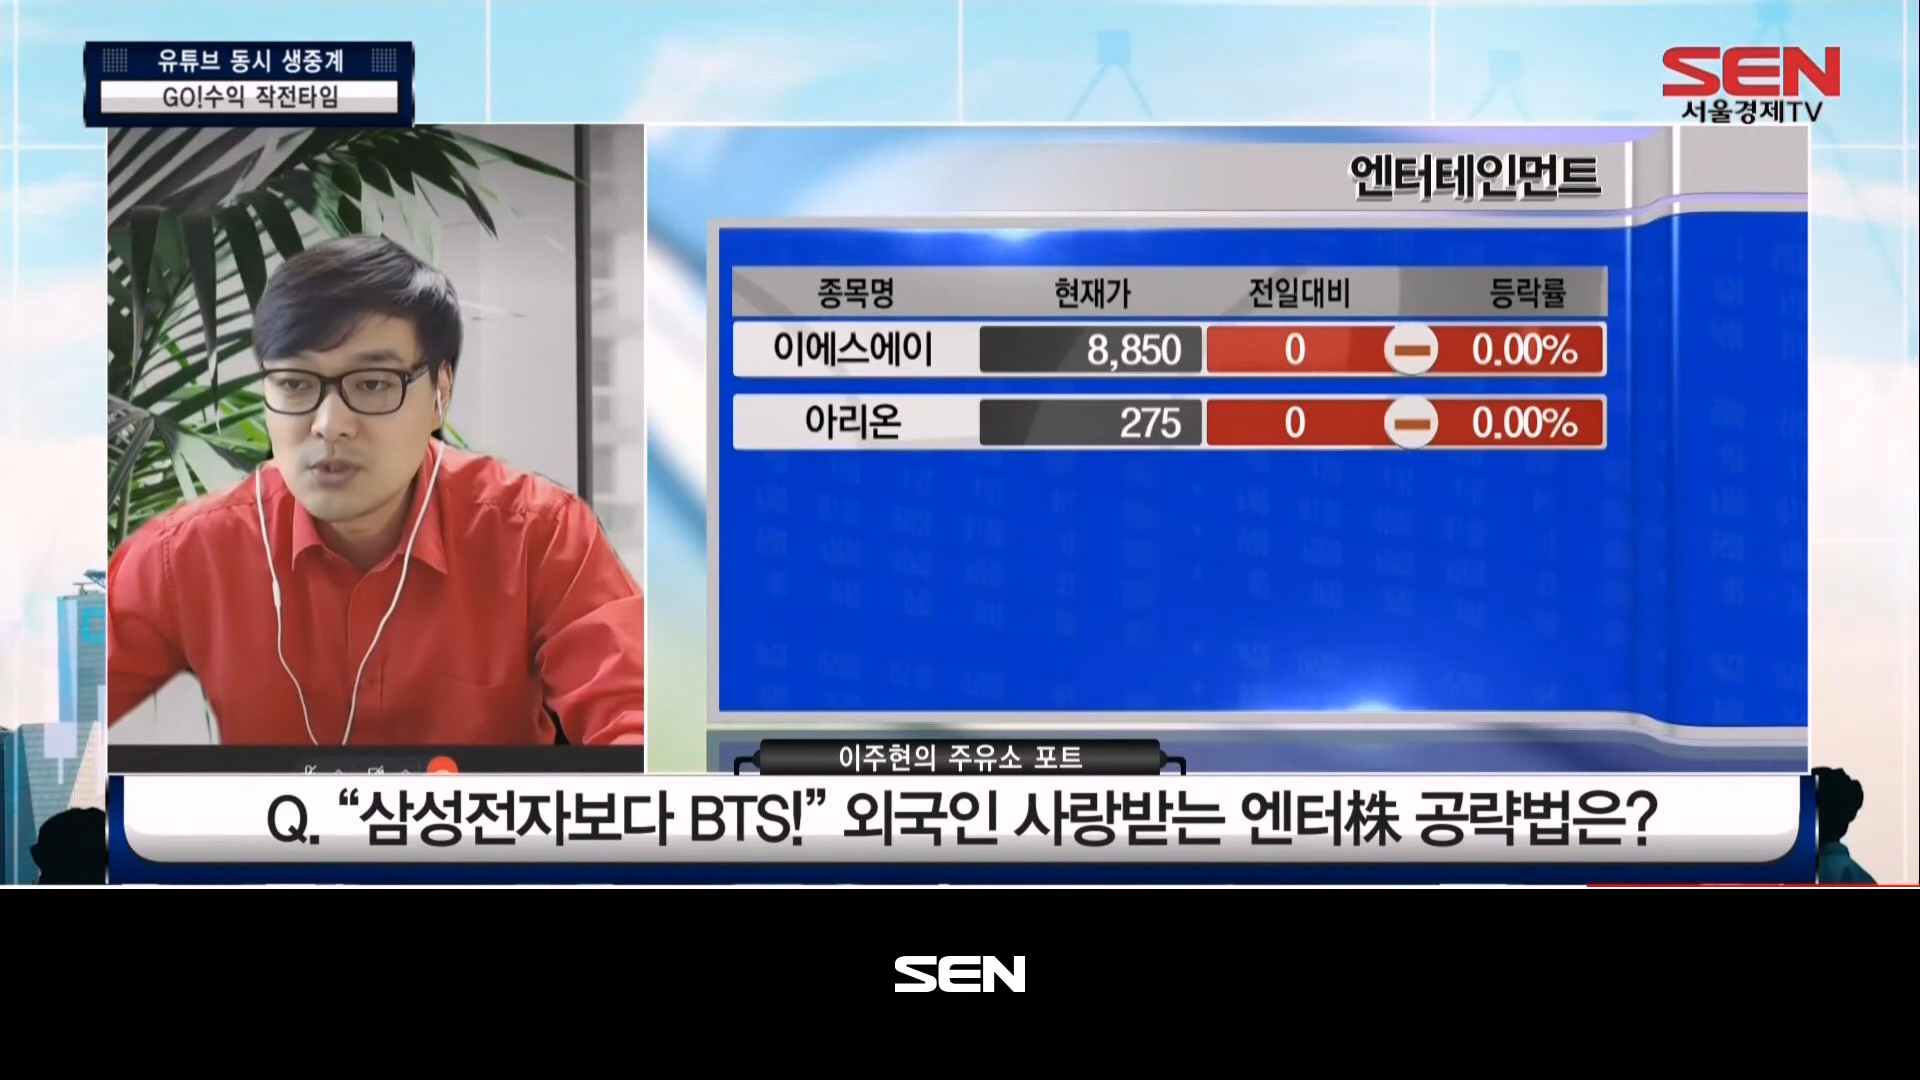 유튜브 동시 생중계
GO!수익 작전타임
SEN
서울경제TV
엔터테인먼트
종목명 현재가 전일대비 등락률
이에스에이 8,850 0 0.00%
아리온 275 0 0.00%
이주현의 주유소 포트
Q. “삼성전자보다 BTS!” 외국인 사랑받는 엔터株 공략법은?
SEN